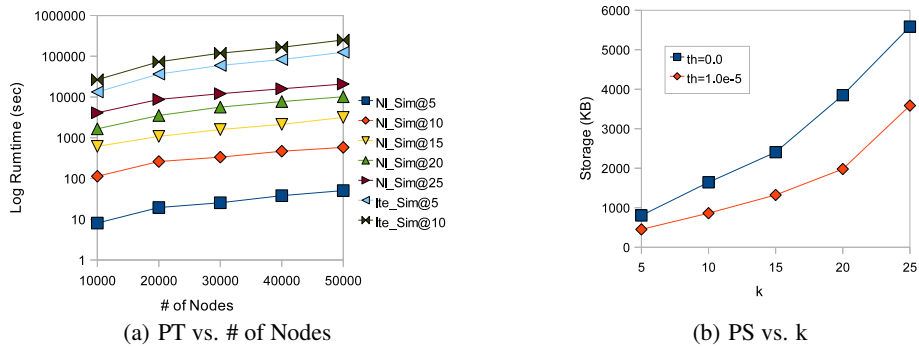 1000000
100000
10000
1000
100
10
1
Log Rumtime (sec)
10000 20000 30000 40000 50000
# of Nodes
NI_Sim@5
NI_Sim@10
NI_Sim@15
NI_Sim@20
NI_Sim@25
Ite_Sim@5
Ite_Sim@10
(a) PT vs. # of Nodes
6000
5000
4000
3000
2000
1000
0
Storage (KB)
th=0.0
th=1.0e-5
5 10 15 20 25
k
(b) PS vs. k